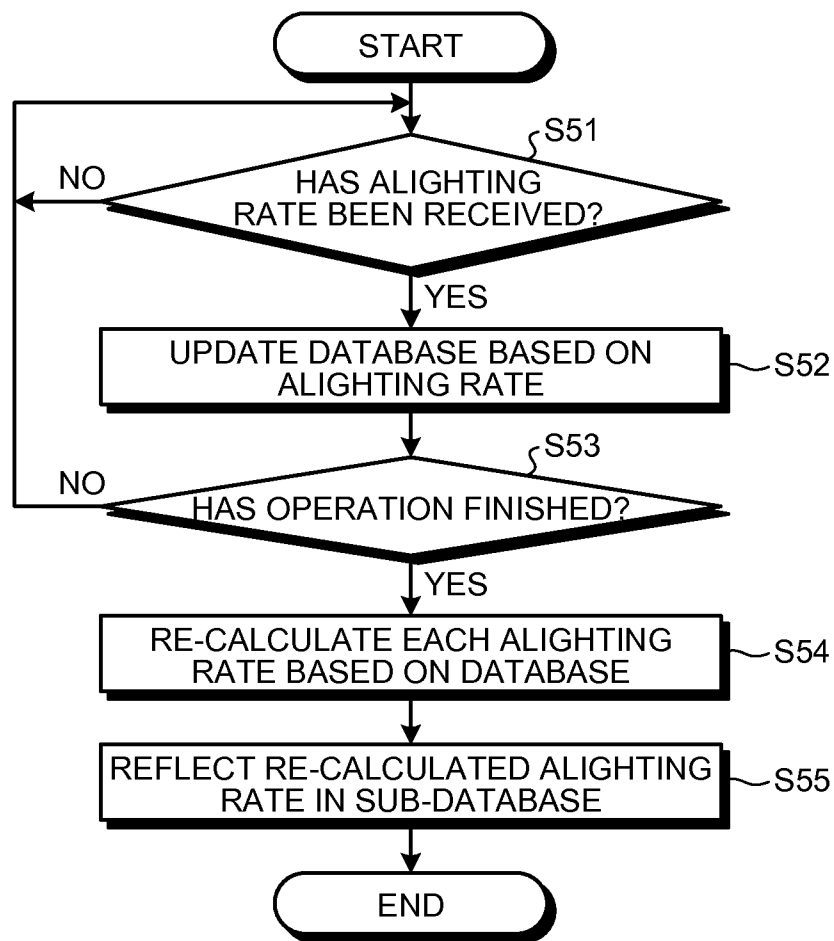 START
S51
NO
HAS ALIGHTING
RATE BEEN RECEIVED?
YES
UPDATE DATABASE BASED ON
ALIGHTING RATE
S52
S53
NO
HAS OPERATION FINISHED?
YES
RE-CALCULATE EACH ALIGHTING
RATE BASED ON DATABASE
S54
REFLECT RE-CALCULATED ALIGHTING
RATE IN SUB-DATABASE
S55
END